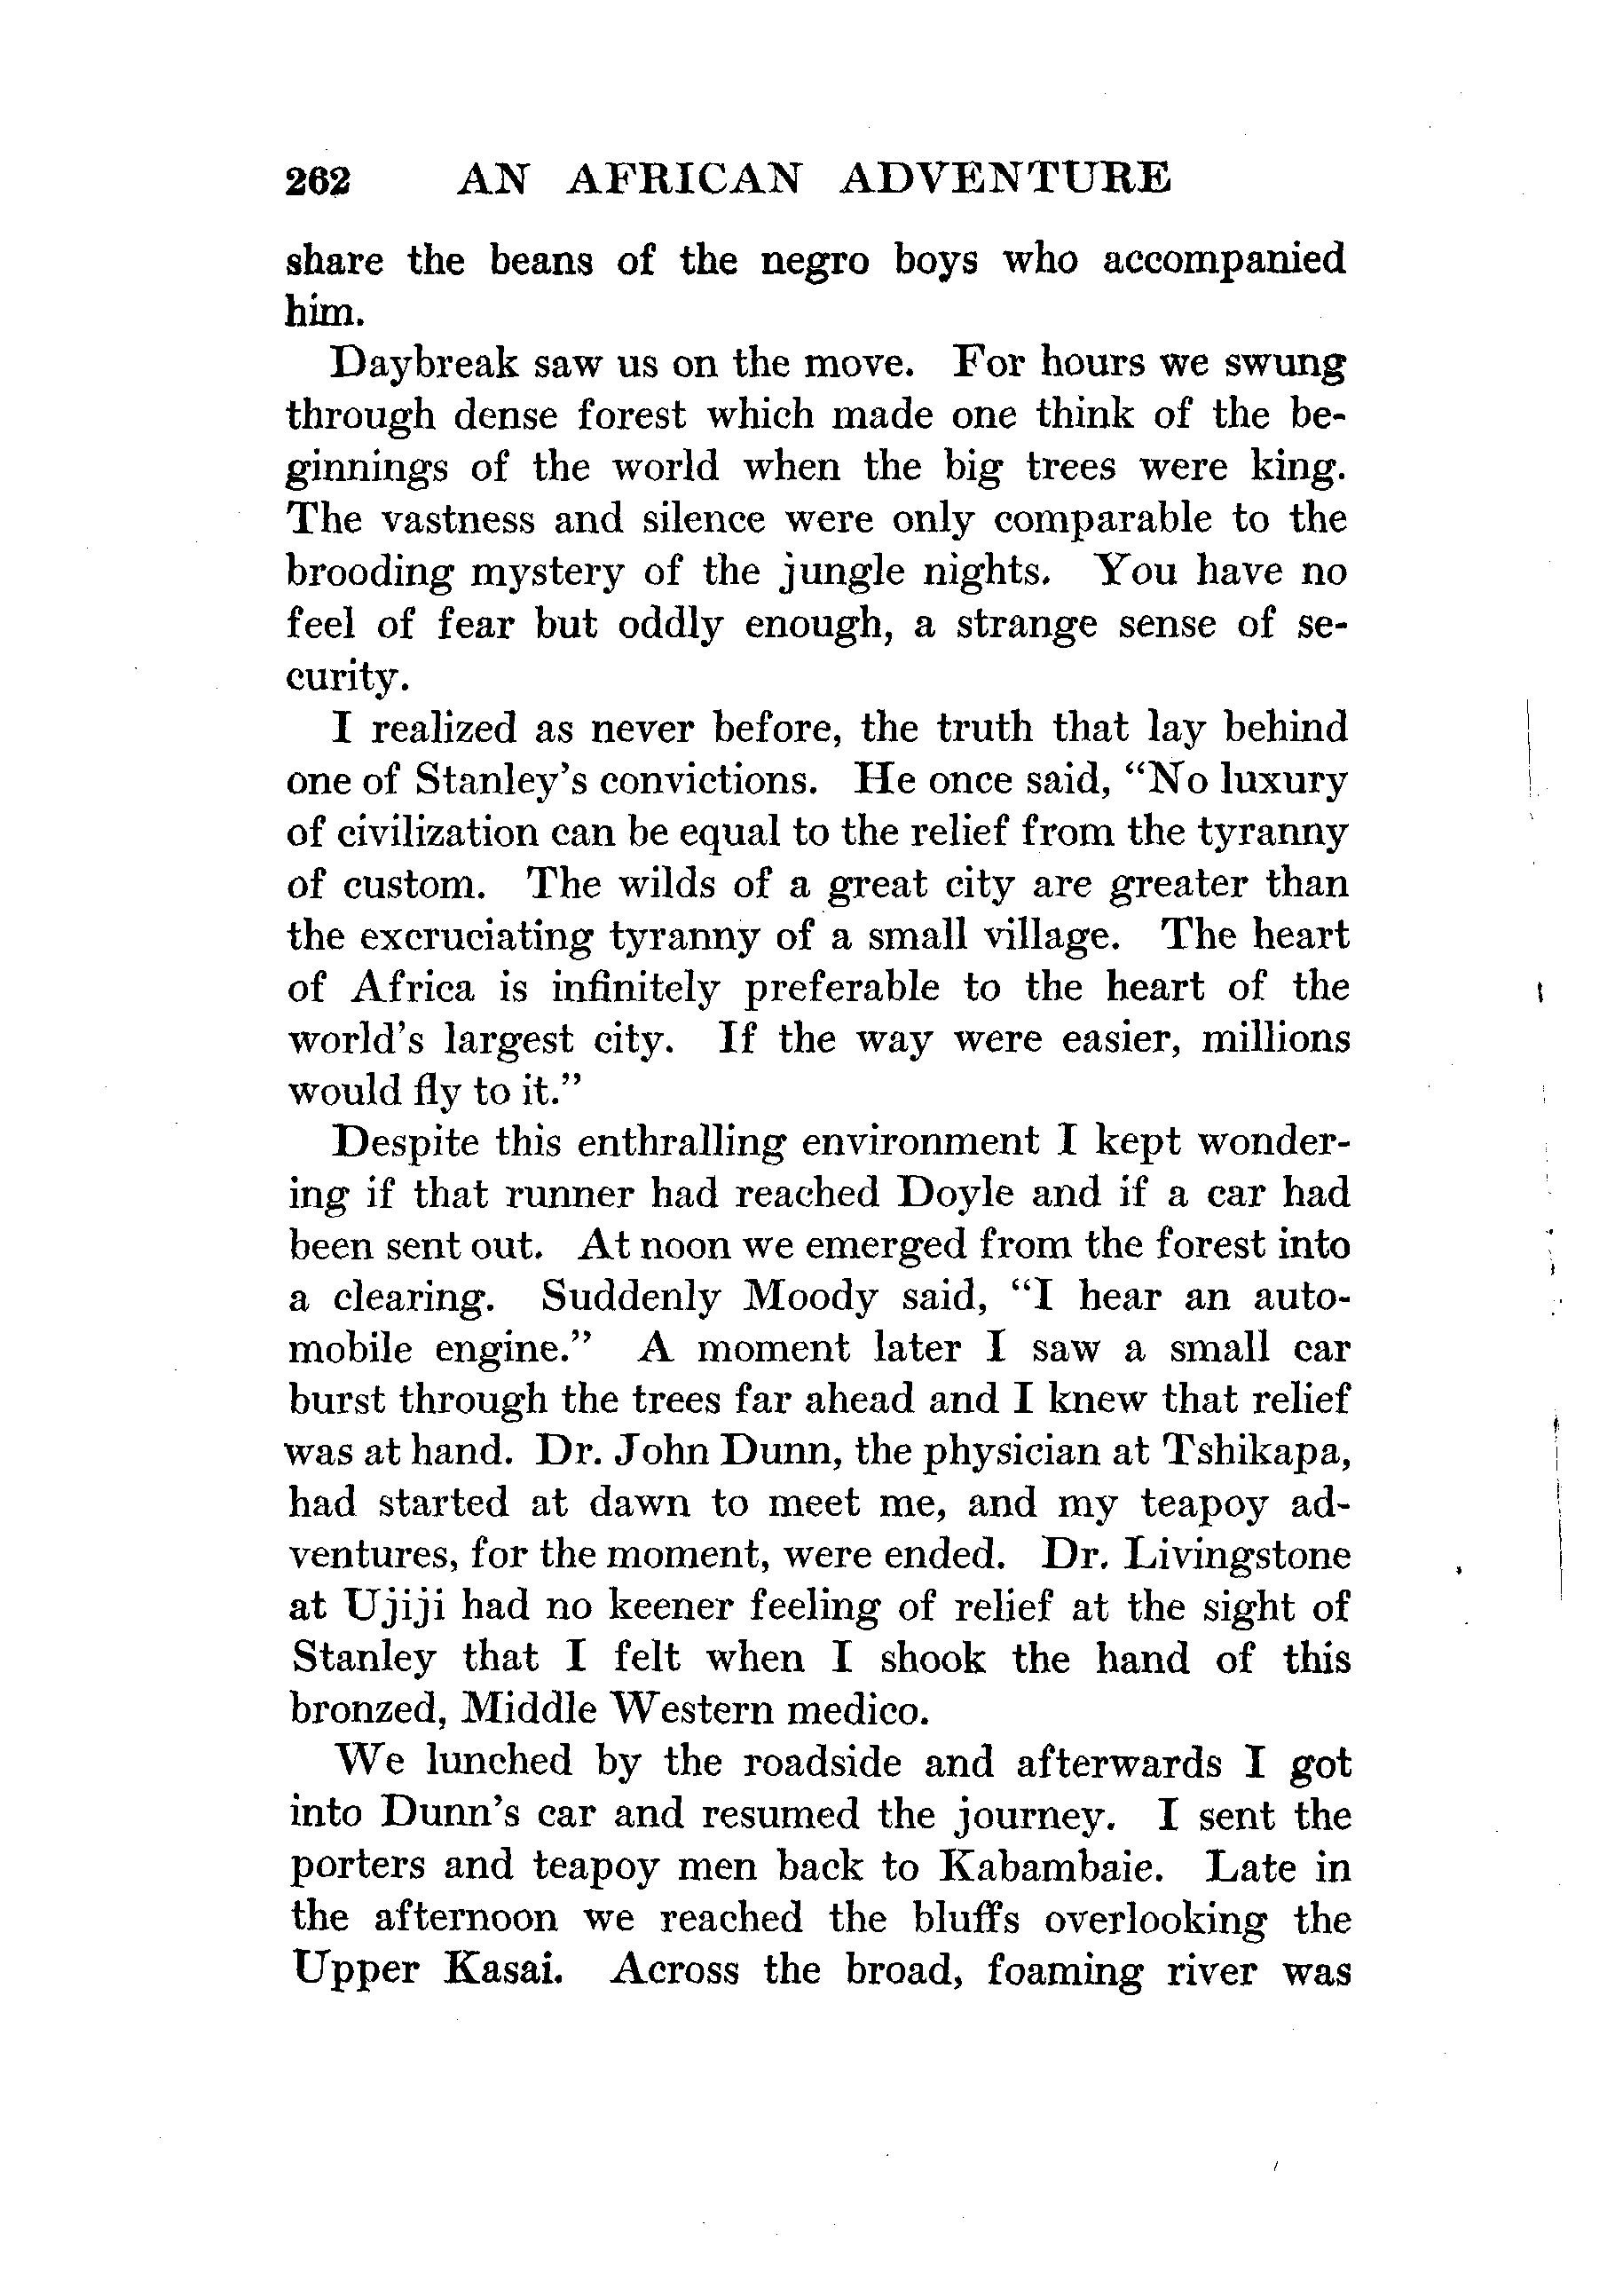 262 AN AFRICAN ADVENTURE
share the beans of the negro boys who accompanied
him.
Daybreak saw us on the move. For hours we swung
through dense forest which made one think of the be-
ginnings of the world when the big trees were king.
The vastness and silence were only comparable to the
brooding mystery of the jungle nights. You have no
feel of fear but oddly enough, a strange sense of se-
curity.
I realized as never before, the truth that lay behind
one of Stanley's convictions. He once said, "No luxury
of civilization can be equal to the relief from the tyranny
of custom. The wilds of a great city are greater than
the excruciating tyranny of a small village. The heart
of Africa is infinitely preferable to the heart of the
world's largest city. If the way were easier, millions
would fly to it."
Despite this enthralling environment I kept wonder-
ing if that runner had reached Doyle and if a car had
been sent out. At noon we emerged from the forest into
a clearing. Suddenly Moody said, "I hear an auto-
mobile engine." A moment later I saw a small car
burst through the trees far ahead and I knew that relief
was at hand. Dr. John Dunn, the physician at Tshikapa,
had started at dawn to meet me, and my teapoy ad-
ventures, for the moment, were ended. Dr. Livingstone
at Ujiji had no keener feeling of relief at the sight of
Stanley that I felt when I shook the hand of this
bronzed, Middle Western medico.
We lunched by the roadside and afterwards I got
into Dunn's car and resumed the journey. I sent the
porters and teapoy men back to Kabambaie. Late in
the afternoon we reached the bluffs overlooking the
Upper Kasai. Across the broad, foaming river was